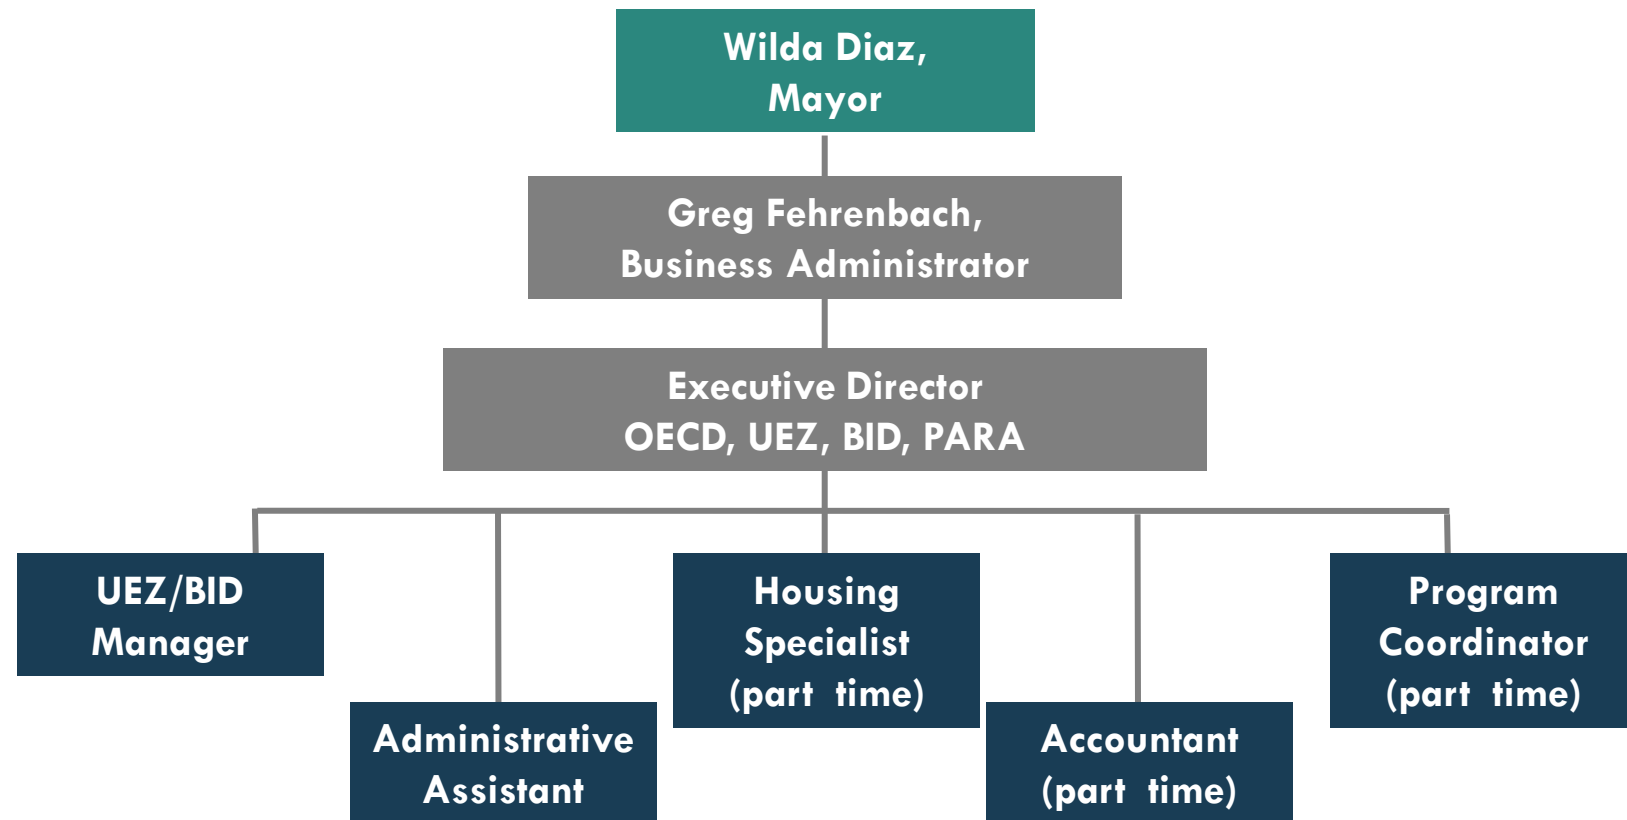 Wilda Diaz,
Mayor
Greg Fehrenbach,
Business Administrator
Executive Director
OECD, UEZ, BID, PARA
UEZ/BID
Manager
Administrative
Assistant
Housing
Specialist
(part time)
Accountant
(part time)
Program
Coordinator
(part time)